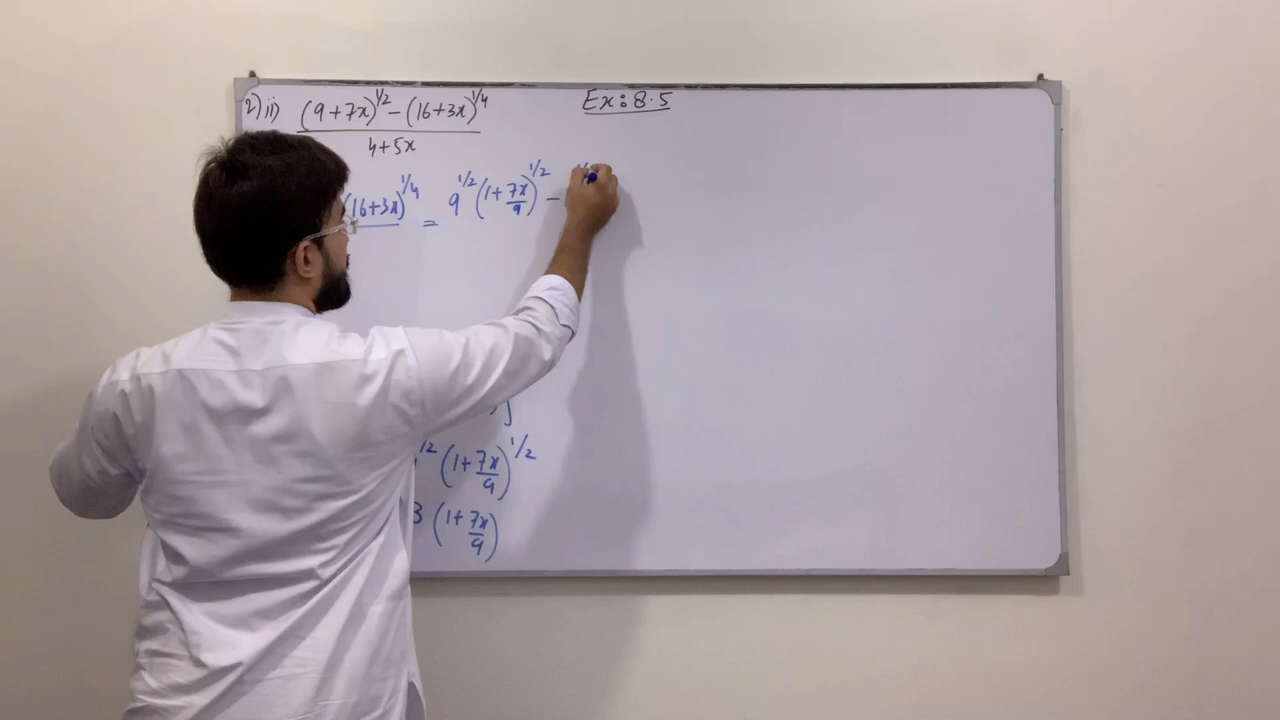 2) ii) (9+7x)^1/2 − (16+3x)^1/4
4+5x
Ex: 8.5
(16+3x)^1/4 = 9^1/2 (1+7x/9)^1/2 −
(1+7x/9)^1/2
3 (1+7x/9)